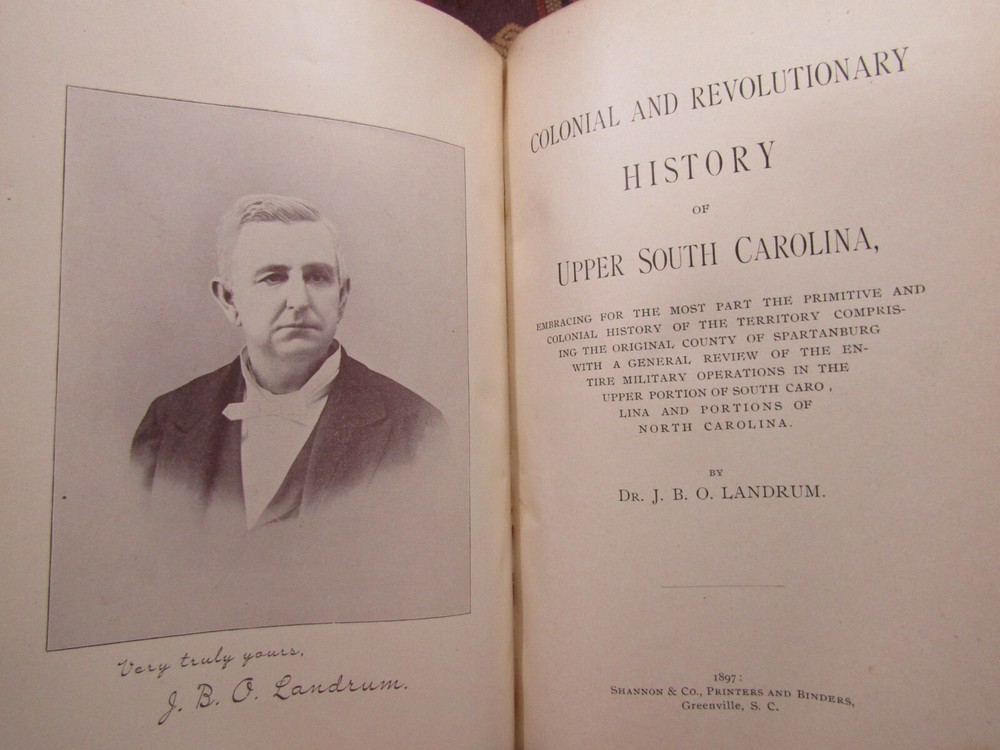 Very truly yours,
J. B. O. Landrum.
COLONIAL AND REVOLUTIONARY
HISTORY
OF
UPPER SOUTH CAROLINA,
EMBRACING FOR THE MOST PART THE PRIMITIVE AND
COLONIAL HISTORY OF THE TERRITORY COMPRIS-
ING THE ORIGINAL COUNTY OF SPARTANBURG
WITH A GENERAL REVIEW OF THE EN-
TIRE MILITARY OPERATIONS IN THE
UPPER PORTION OF SOUTH CARO ,
LINA AND PORTIONS OF
NORTH CAROLINA.
BY
DR. J. B. O. LANDRUM.
1897:
SHANNON & CO., PRINTERS AND BINDERS,
Greenville, S. C.